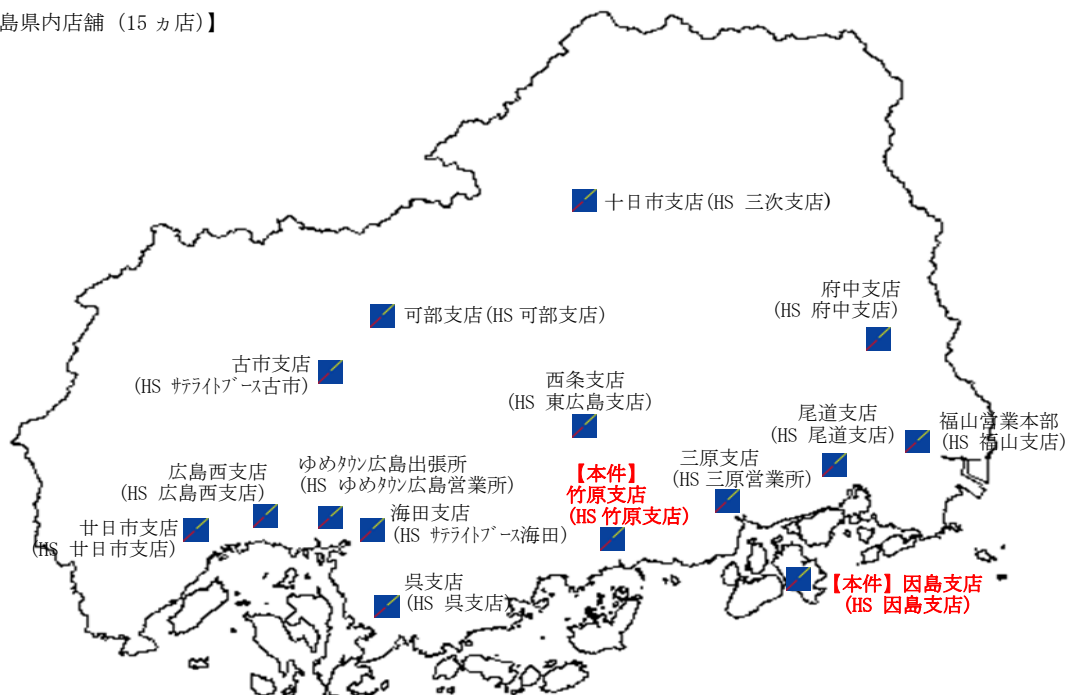 島県内店舗（15 ヵ店）】
十日市支店(HS 三次支店)
可部支店(HS 可部支店)
府中支店
(HS 府中支店)
古市支店
(HS ｻﾃﾗｲﾄﾌﾞｰｽ古市)
西条支店
(HS 東広島支店)
尾道支店
(HS 尾道支店)
福山営業本部
(HS 福山支店)
三原支店
(HS 三原営業所)
【本件】
竹原支店
(HS 竹原支店)
ゆめﾀｳﾝ広島出張所
(HS ゆめﾀｳﾝ広島営業所)
広島西支店
(HS 広島西支店)
海田支店
(HS ｻﾃﾗｲﾄﾌﾞｰｽ海田)
廿日市支店
(HS 廿日市支店)
呉支店
(HS 呉支店)
【本件】因島支店
(HS 因島支店)